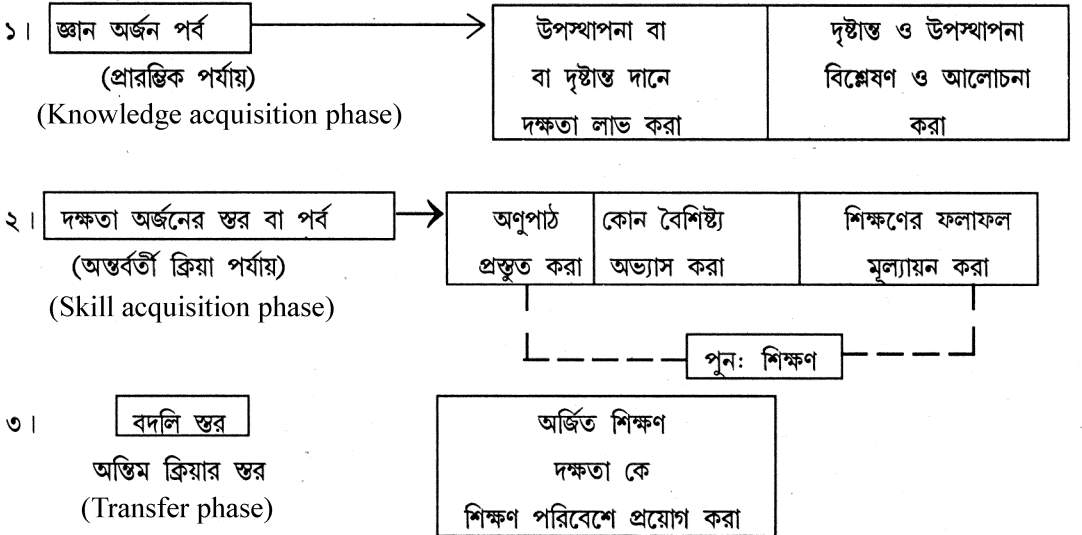 ১। জ্ঞান অর্জন পর্ব
(প্রারম্ভিক পর্যায়)
(Knowledge acquisition phase)
উপস্থাপনা বা
বা দৃষ্টান্ত দানে
দক্ষতা লাভ করা
দৃষ্টান্ত ও উপস্থাপনা
বিশ্লেষণ ও আলোচনা
করা
২। দক্ষতা অর্জনের স্তর বা পর্ব
(অন্তর্বর্তী ক্রিয়া পর্যায়)
(Skill acquisition phase)
অণুপাঠ
প্রস্তুত করা
কোন বৈশিষ্ট্য
অভ্যাস করা
শিক্ষণের ফলাফল
মূল্যায়ন করা
পুনঃ শিক্ষণ
৩। বদলি স্তর
অন্তিম ক্রিয়ার স্তর
(Transfer phase)
অর্জিত শিক্ষণ
দক্ষতা কে
শিক্ষণ পরিবেশে প্রয়োগ করা